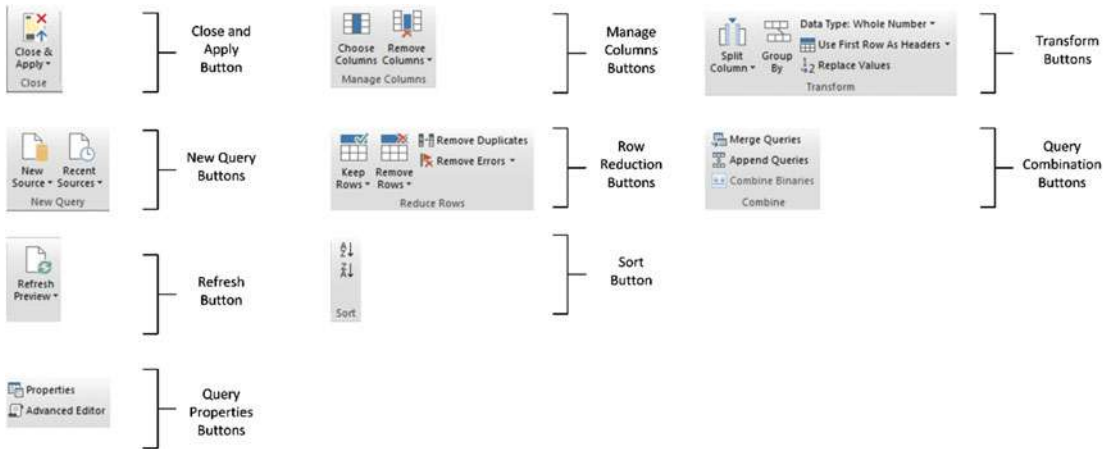 Close &
Apply
Close
Close and
Apply
Button
Choose
Columns
Remove
Columns
Manage Columns
Manage
Columns
Buttons
Split
Column
Group
By
Data Type: Whole Number
Use First Row As Headers
1
2 Replace Values
Transform
Transform
Buttons
New
Source
Recent
Sources
New Query
New Query
Buttons
Keep
Rows
Remove
Rows
Remove Duplicates
Remove Errors
Reduce Rows
Row
Reduction
Buttons
Merge Queries
Append Queries
Combine Binaries
Combine
Query
Combination
Buttons
Refresh
Preview
Refresh
Button
A
Z
Z
A
Sort
Sort
Button
Properties
Advanced Editor
Query
Properties
Buttons